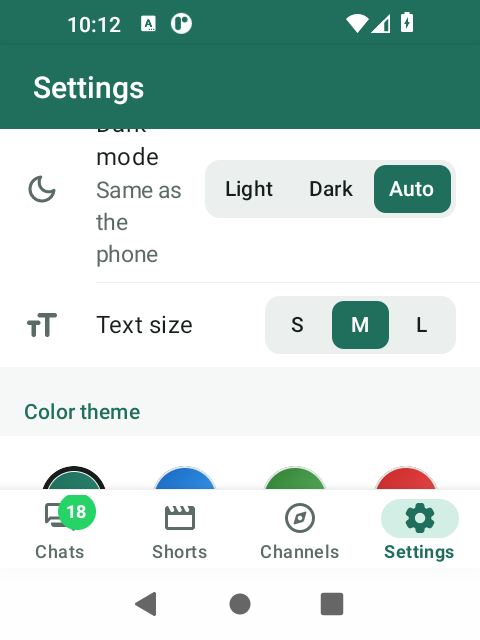 10:12
Settings
Dark
mode
Same as
the
phone
Light Dark Auto
Text size
S M L
Color theme
18
Chats Shorts Channels Settings